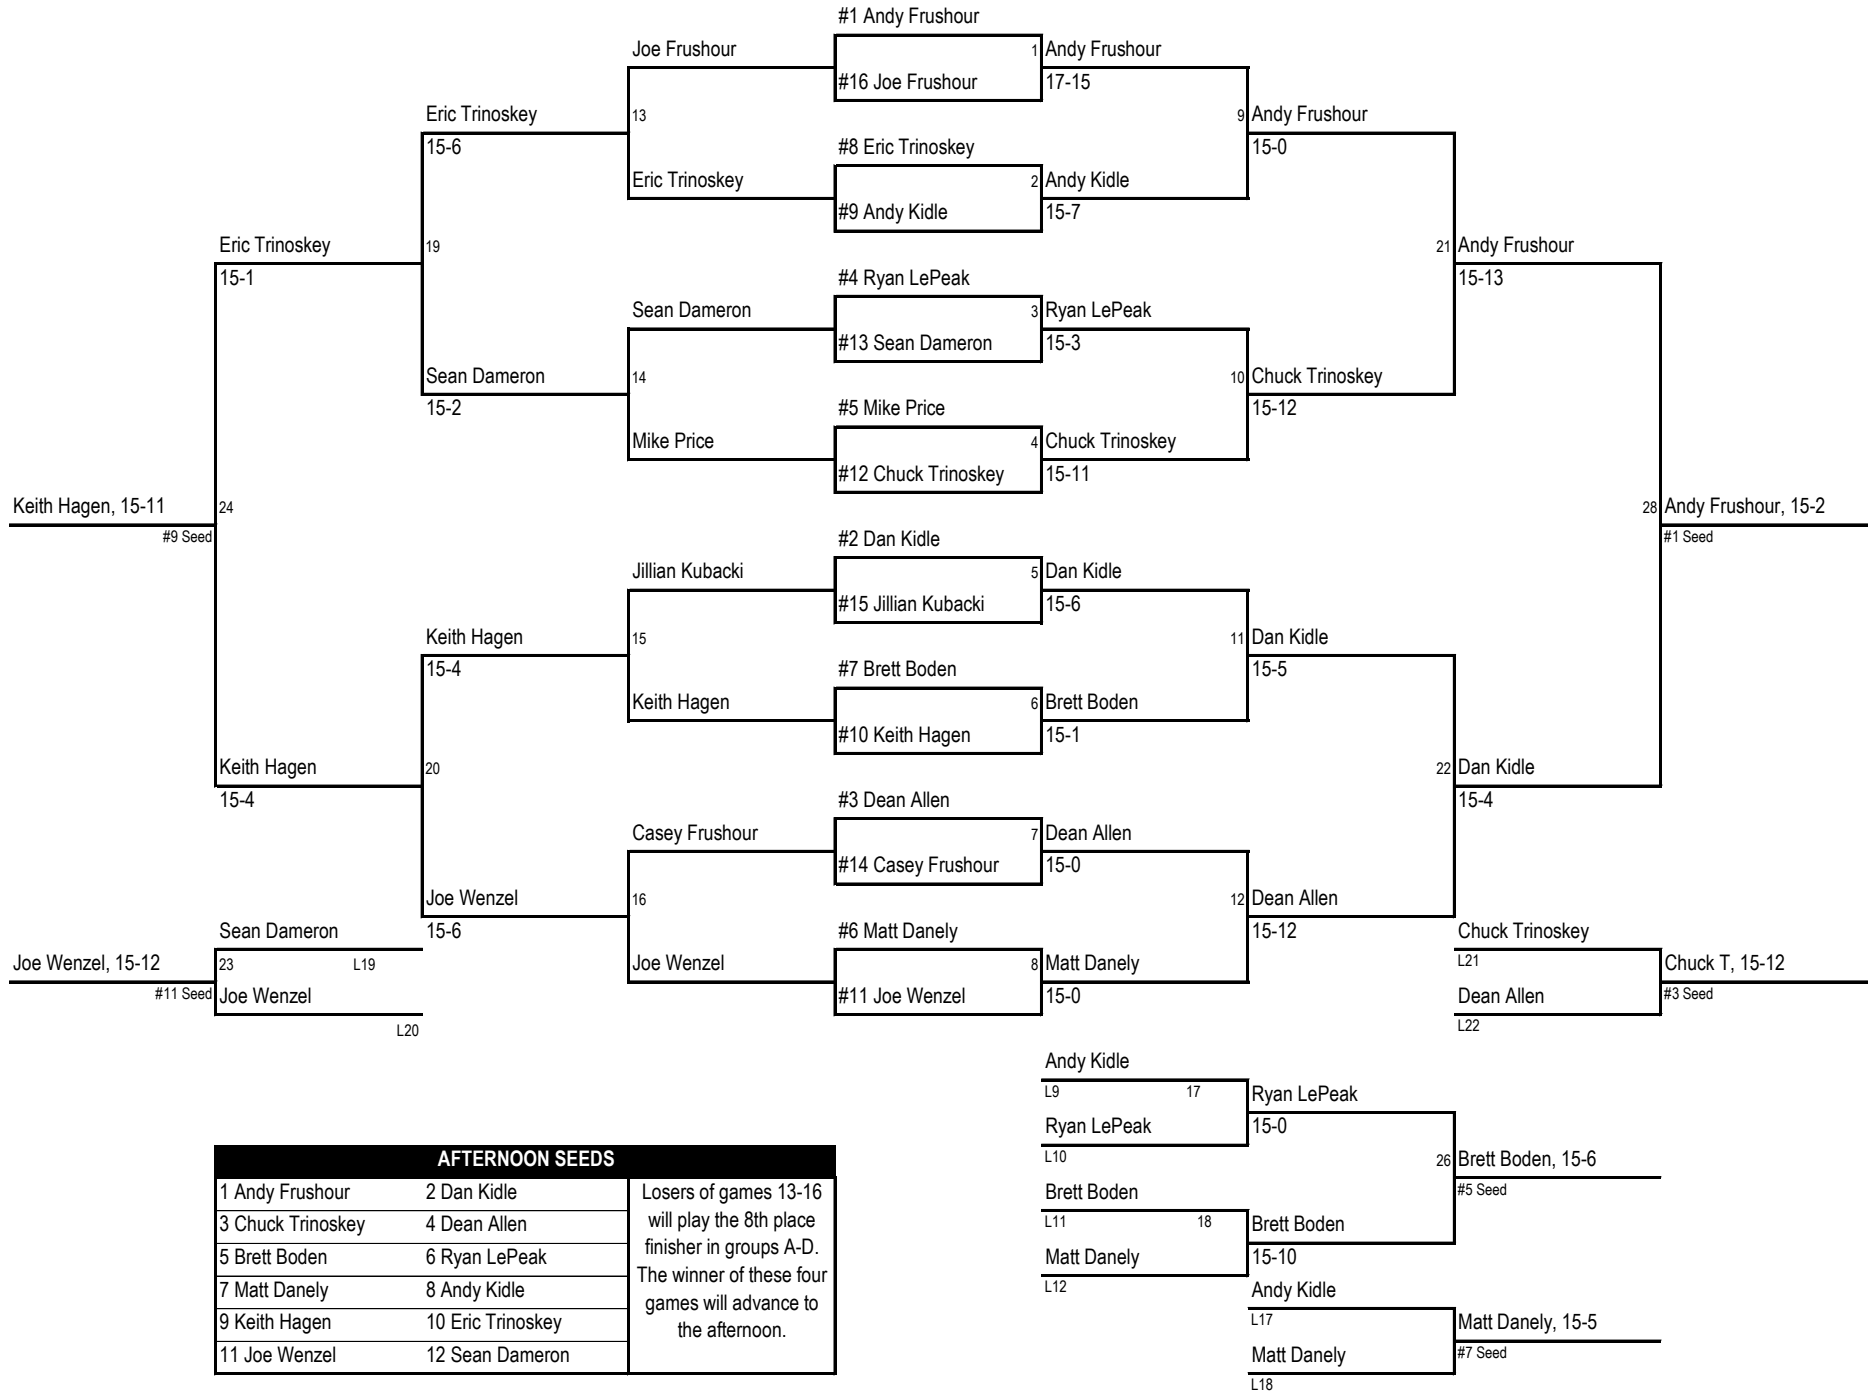 #1 Andy Frushour
Joe Frushour
1 Andy Frushour
#16 Joe Frushour
17-15
Eric Trinoskey
13
9 Andy Frushour
15-6
#8 Eric Trinoskey
15-0
Eric Trinoskey
2 Andy Kidle
#9 Andy Kidle
15-7
Eric Trinoskey
19
21 Andy Frushour
15-1
#4 Ryan LePeak
15-13
Sean Dameron
3 Ryan LePeak
#13 Sean Dameron
15-3
Sean Dameron
14
10 Chuck Trinoskey
15-2
#5 Mike Price
15-12
Mike Price
4 Chuck Trinoskey
#12 Chuck Trinoskey
15-11
Keith Hagen, 15-11
24
28 Andy Frushour, 15-2
#9 Seed
#2 Dan Kidle
#1 Seed
Jillian Kubacki
5 Dan Kidle
#15 Jillian Kubacki
15-6
Keith Hagen
15
11 Dan Kidle
15-4
#7 Brett Boden
15-5
Keith Hagen
6 Brett Boden
#10 Keith Hagen
15-1
Keith Hagen
20
22 Dan Kidle
15-4
#3 Dean Allen
15-4
Casey Frushour
7 Dean Allen
#14 Casey Frushour
15-0
Joe Wenzel
16
12 Dean Allen
Sean Dameron
15-6
#6 Matt Danely
15-12
Chuck Trinoskey
Joe Wenzel, 15-12
23
L19
Joe Wenzel
8 Matt Danely
L21
Chuck T, 15-12
#11 Seed
Joe Wenzel
#11 Joe Wenzel
15-0
Dean Allen
#3 Seed
L20
L22
Andy Kidle
L9
17
Ryan LePeak
Ryan LePeak
15-0
L10
26 Brett Boden, 15-6
Brett Boden
#5 Seed
L11
18
Brett Boden
Matt Danely
15-10
L12
Andy Kidle
L17
Matt Danely, 15-5
Matt Danely
#7 Seed
L18
AFTERNOON SEEDS
1 Andy Frushour
2 Dan Kidle
3 Chuck Trinoskey
4 Dean Allen
5 Brett Boden
6 Ryan LePeak
7 Matt Danely
8 Andy Kidle
9 Keith Hagen
10 Eric Trinoskey
11 Joe Wenzel
12 Sean Dameron
Losers of games 13-16
will play the 8th place
finisher in groups A-D.
The winner of these four
games will advance to
the afternoon.